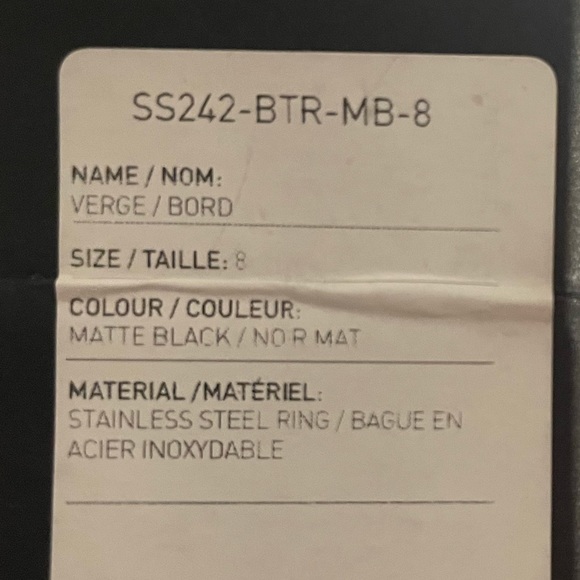 SS242-BTR-MB-8
NAME / NOM:
VERGE / BORD
SIZE / TAILLE: 8
COLOUR / COULEUR:
MATTE BLACK / NOIR MAT
MATERIAL /MATÉRIEL:
STAINLESS STEEL RING / BAGUE EN
ACIER INOXYDABLE